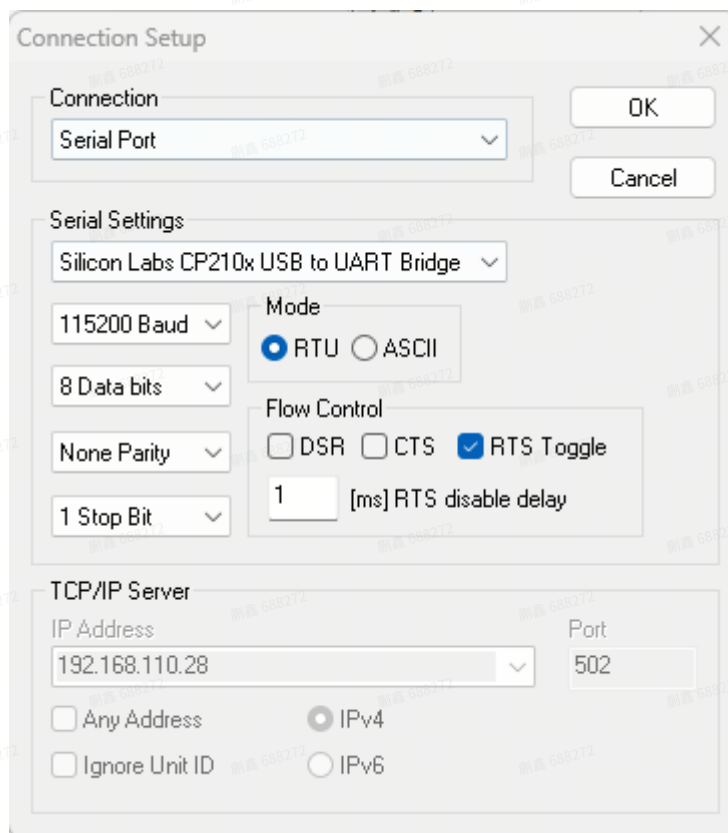 Connection Setup
Connection
Serial Port
OK
Cancel
Serial Settings
Silicon Labs CP210x USB to UART Bridge
115200 Baud
Mode
RTU
ASCII
8 Data bits
Flow Control
DSR
CTS
RTS Toggle
None Parity
1
[ms] RTS disable delay
1 Stop Bit
TCP/IP Server
IP Address
Port
192.168.110.28
502
Any Address
IPv4
Ignore Unit ID
IPv6